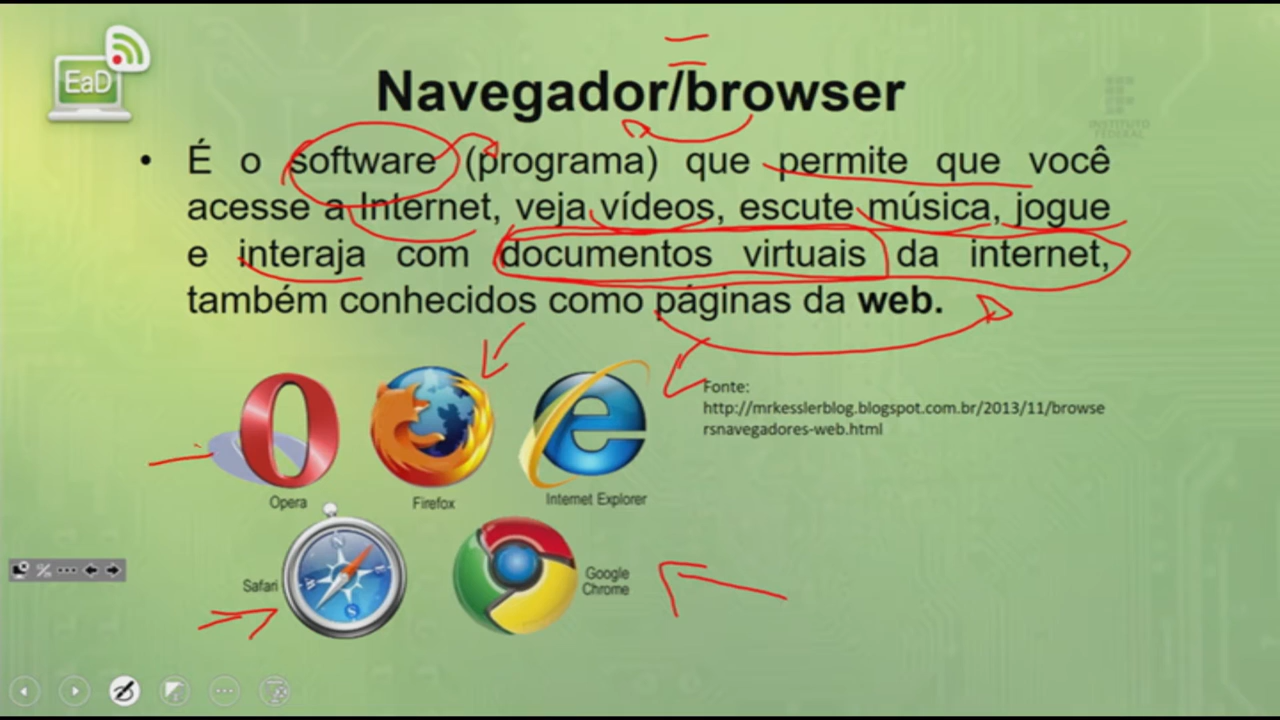 EaD
Navegador/browser
INSTITUTO
FEDERAL
• É o software (programa) que permite que você
acesse a Internet, veja vídeos, escute música, jogue
e interaja com documentos virtuais da internet,
também conhecidos como páginas da web.
Fonte:
http://mrkesslerblog.blogspot.com.br/2013/11/browse
rsnavegadores-web.html
Opera
Firefox
Internet Explorer
N
W
S
Safari
Google
Chrome